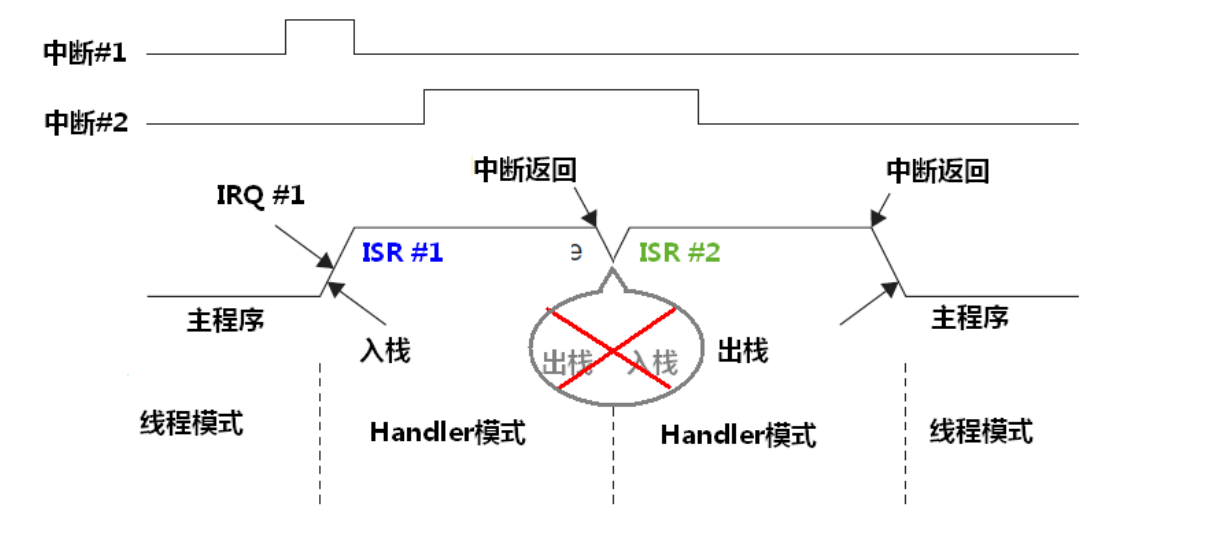 中断#1
中断#2
中断返回
中断返回
IRQ #1
ISR #1
e
ISR #2
主程序
主程序
入栈
出栈 入栈
出栈
线程模式
Handler模式
Handler模式
线程模式